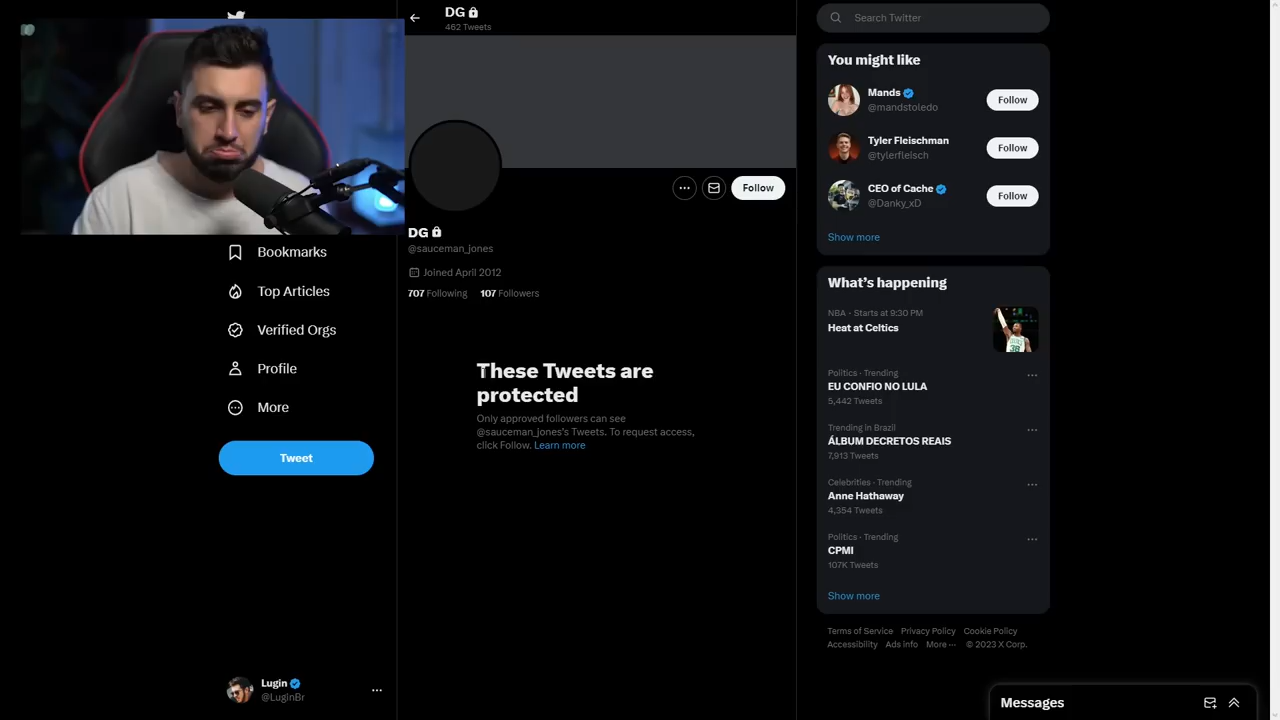 DG
462 Tweets
Search Twitter
You might like
Mands
@mandstoledo
Follow
Tyler Fleischman
@tylerfleisch
Follow
CEO of Cache
@Danky_xD
Follow
Show more
Follow
DG
@sauceman_jones
Joined April 2012
707 Following 107 Followers
Bookmarks
Top Articles
Verified Orgs
Profile
More
Tweet
These Tweets are
protected
Only approved followers can see
@sauceman_jones's Tweets. To request access,
click Follow. Learn more
What's happening
NBA · Starts at 9:30 PM
Heat at Celtics
Politics · Trending
EU CONFIO NO LULA
5,442 Tweets
Trending in Brazil
ÁLBUM DECRETOS REAIS
7,913 Tweets
Celebrities · Trending
Anne Hathaway
4,354 Tweets
Politics · Trending
CPMI
107K Tweets
Show more
Terms of Service Privacy Policy Cookie Policy
Accessibility Ads info More ··· © 2023 X Corp.
Lugin
@LuginBr
Messages